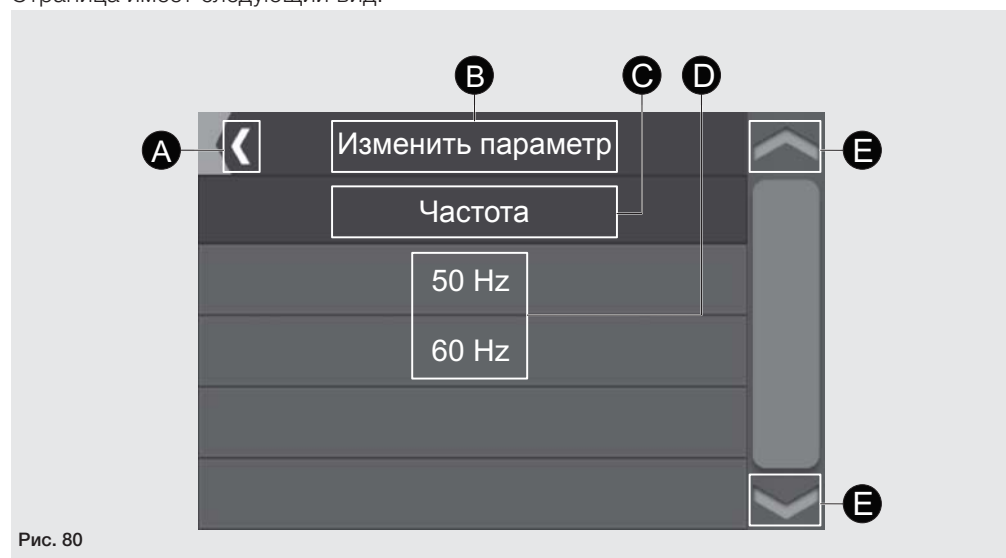 Страница имеет следующий вид:
B C D
A Изменить параметр E
Частота
50 Hz
60 Hz
E
Рис. 80